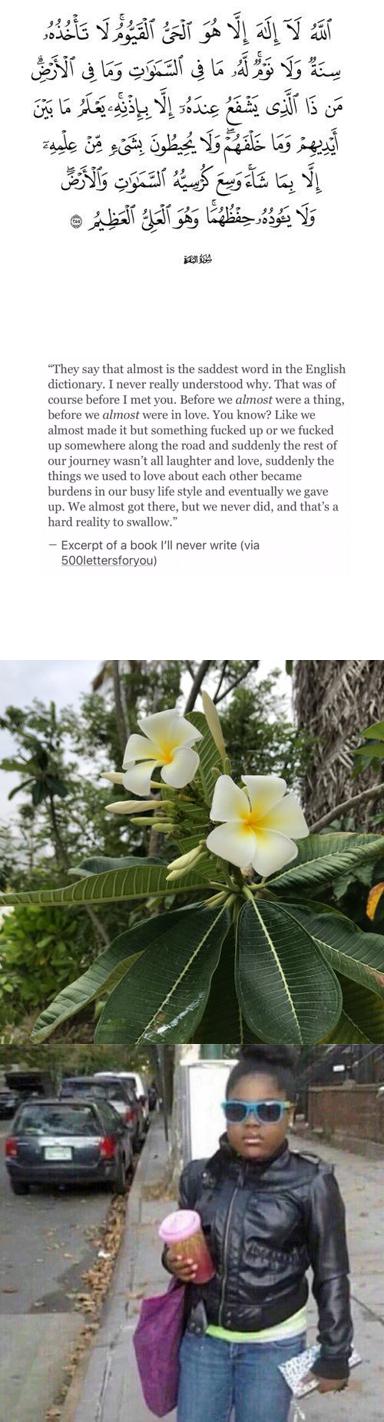 ٱللَّهُ لَآ إِلَٰهَ إِلَّا هُوَ ٱلْحَىُّ ٱلْقَيُّومُ ۚ لَا تَأْخُذُهُۥ
سِنَةٌ وَلَا نَوْمٌ ۚ لَّهُۥ مَا فِى ٱلسَّمَٰوَٰتِ وَمَا فِى ٱلْأَرْضِ ۗ
مَن ذَا ٱلَّذِى يَشْفَعُ عِندَهُۥٓ إِلَّا بِإِذْنِهِۦ ۚ يَعْلَمُ مَا بَيْنَ
أَيْدِيهِمْ وَمَا خَلْفَهُمْ ۖ وَلَا يُحِيطُونَ بِشَىْءٍ مِّنْ عِلْمِهِۦٓ
إِلَّا بِمَا شَآءَ ۚ وَسِعَ كُرْسِيُّهُ ٱلسَّمَٰوَٰتِ وَٱلْأَرْضَ ۖ
وَلَا يَـُٔودُهُۥ حِفْظُهُمَا ۚ وَهُوَ ٱلْعَلِىُّ ٱلْعَظِيمُ ٢٥٥
سُورَةُ البَقَرَةِ
“They say that almost is the saddest word in the English
dictionary. I never really understood why. That was of
course before I met you. Before we almost were a thing,
before we almost were in love. You know? Like we
almost made it but something fucked up or we fucked
up somewhere along the road and suddenly the rest of
our journey wasn’t all laughter and love, suddenly the
things we used to love about each other became
burdens in our busy life style and eventually we gave
up. We almost got there, but we never did, and that’s a
hard reality to swallow.”
— Excerpt of a book I’ll never write (via
500lettersforyou)